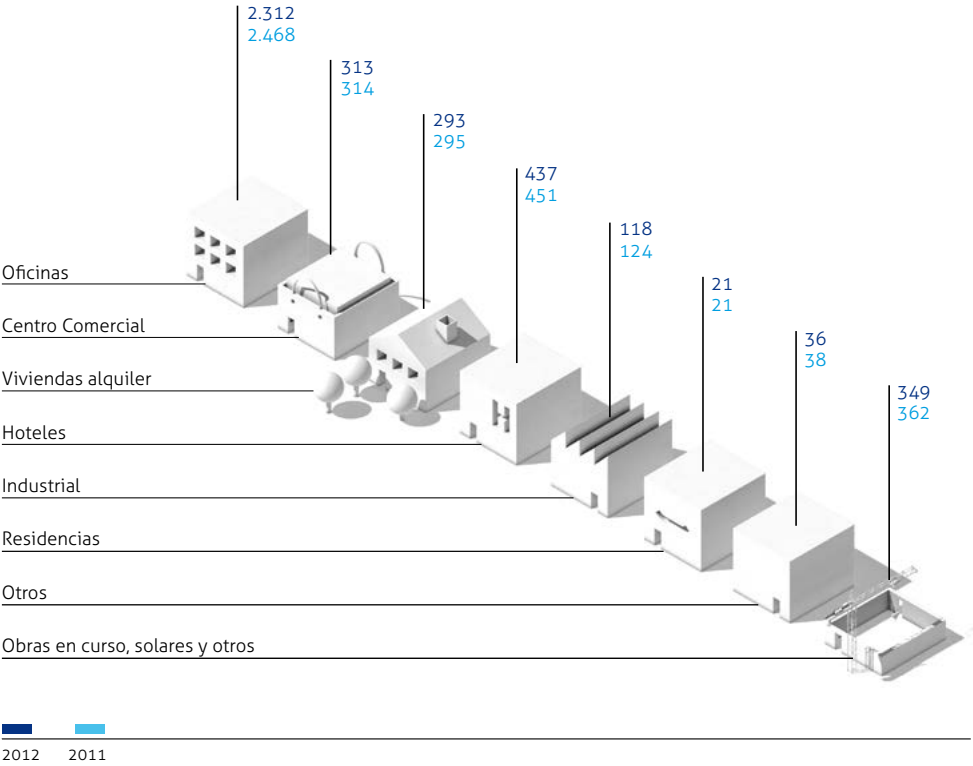 2.312
2.468
313
314
293
295
437
451
118
124
21
21
36
38
349
362
Oficinas
Centro Comercial
Viviendas alquiler
Hoteles
Industrial
Residencias
Otros
Obras en curso, solares y otros
2012 2011